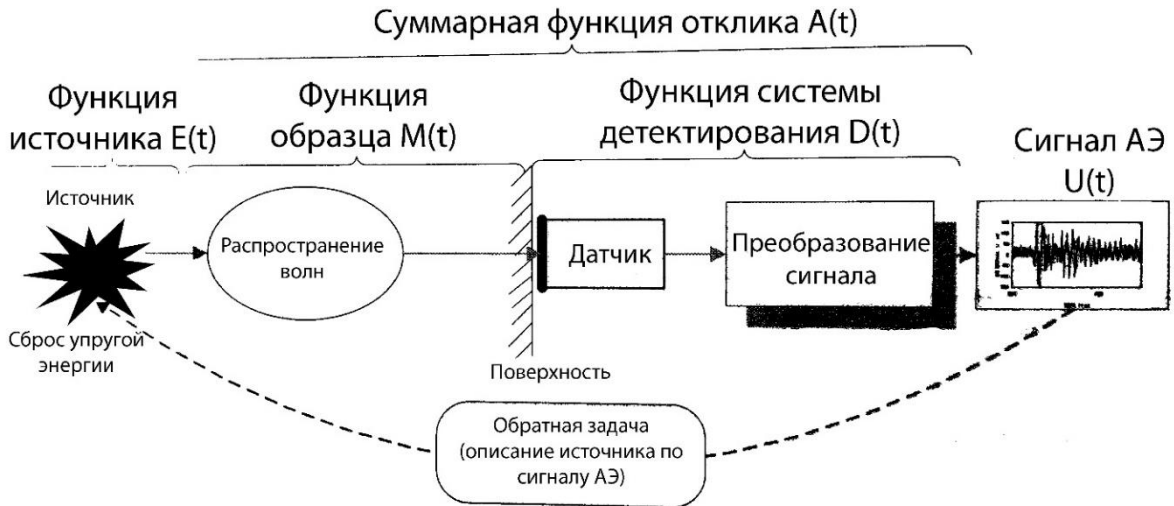 Суммарная функция отклика A(t)
Функция
источника E(t)
Функция
образца M(t)
Функция системы
детектирования D(t)
Сигнал АЭ
U(t)
Источник
Распространение
волн
Датчик
Преобразование
сигнала
Сброс упругой
энергии
Поверхность
Обратная задача
(описание источника по
сигналу АЭ)